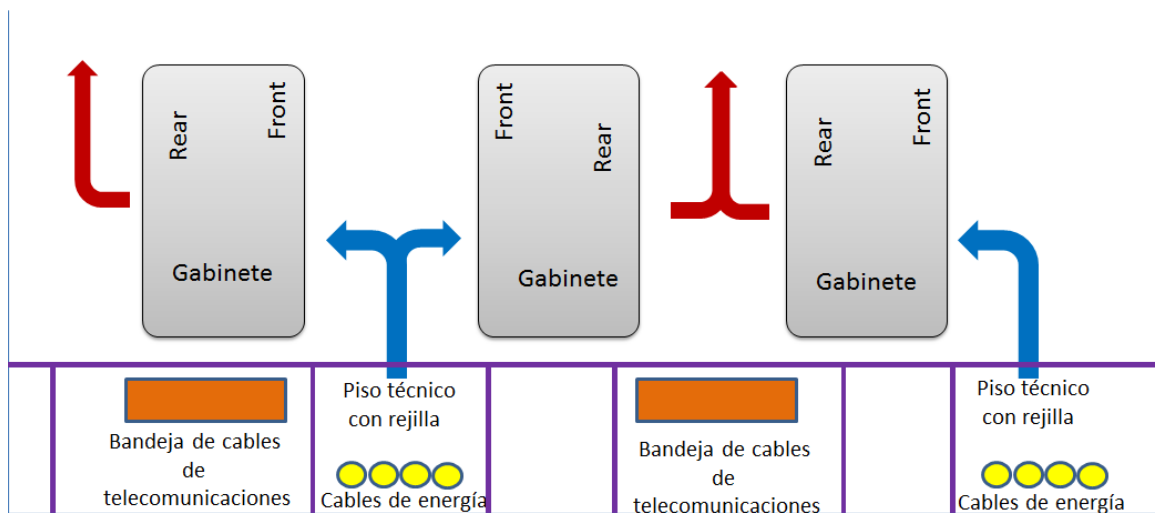 Rear
Front
Gabinete
Front
Rear
Gabinete
Rear
Front
Gabinete
Bandeja de cables
de
telecomunicaciones
Piso técnico
con rejilla
Cables de energía
Bandeja de cables
de
telecomunicaciones
Piso técnico
con rejilla
Cables de energía